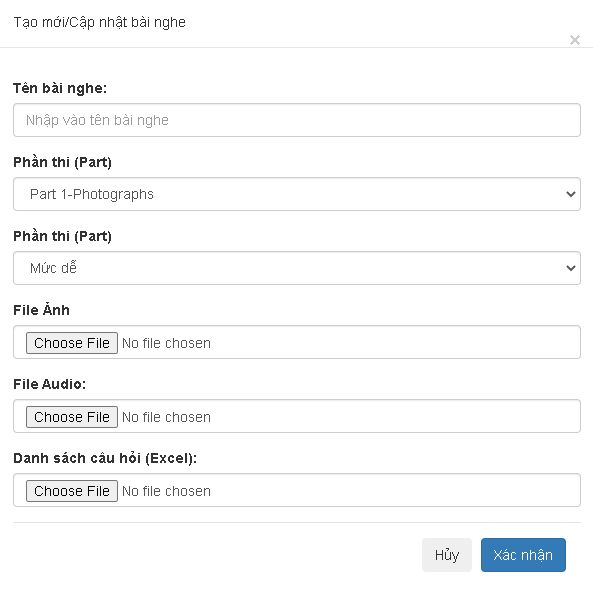 Tạo mới/Cập nhật bài nghe
×
Tên bài nghe:
Nhập vào tên bài nghe
Phần thi (Part)
Part 1-Photographs
Phần thi (Part)
Mức dễ
File Ảnh
Choose File No file chosen
File Audio:
Choose File No file chosen
Danh sách câu hỏi (Excel):
Choose File No file chosen
Hủy Xác nhận